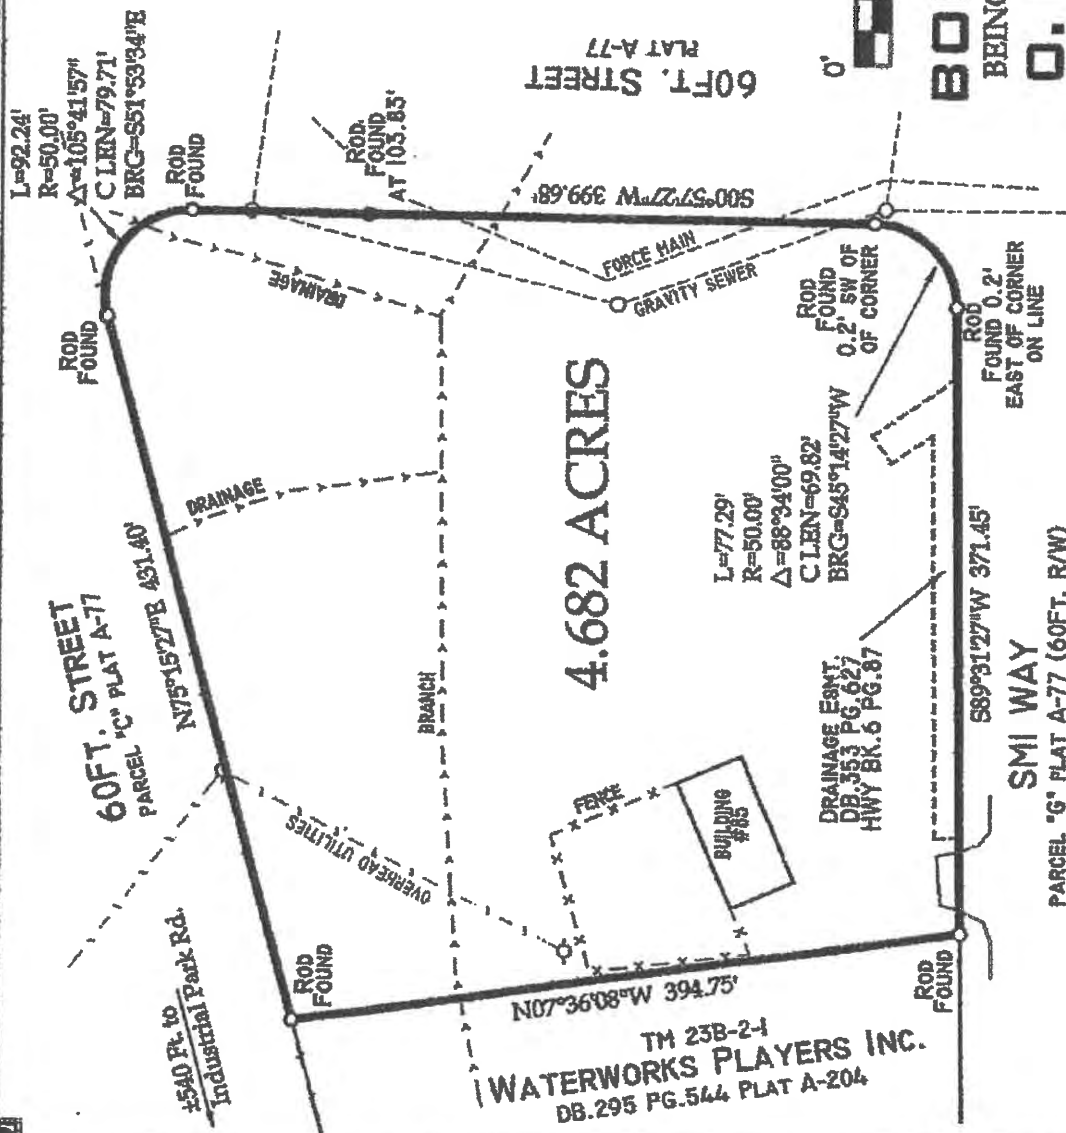 L=92.24'
R=50.00'
Δ=105°41'57"
C LEN=79.71'
BRG=S51°53'34"E
ROD
FOUND
ROD
FOUND
AT 103.83'
60FT. STREET
PLAT A-77
0'
BO
BEING
O.
ROD
FOUND
DRAINAGE
S00°57'27"W 399.68'
FORCE MAIN
GRAVITY SEWER
ROD
FOUND
0.2' SW OF
OF CORNER
ROD
FOUND 0.2'
EAST OF CORNER
ON LINE
60FT. STREET
PARCEL "C" PLAT A-77
N75°15'27"E 431.40'
DRAINAGE
BRANCH
4.682 ACRES
L=77.29'
R=50.00'
Δ=88°34'00"
C LEN=69.82'
BRG=S45°14'27"W
OVERHEAD UTILITIES
FENCE
BUILDING
#85
DRAINAGE ESMT.
DB.353 PG.627
HWY BK.6 PG.87
S89°31'27"W 371.45'
SMI WAY
PARCEL "G" PLAT A-77 (60FT. R/W)
±540 Ft. to
Industrial Park Rd.
ROD
FOUND
N07°36'08"W 394.75'
ROD
FOUND
TM 23B-2-1
WATERWORKS PLAYERS INC.
DB.295 PG.544 PLAT A-204